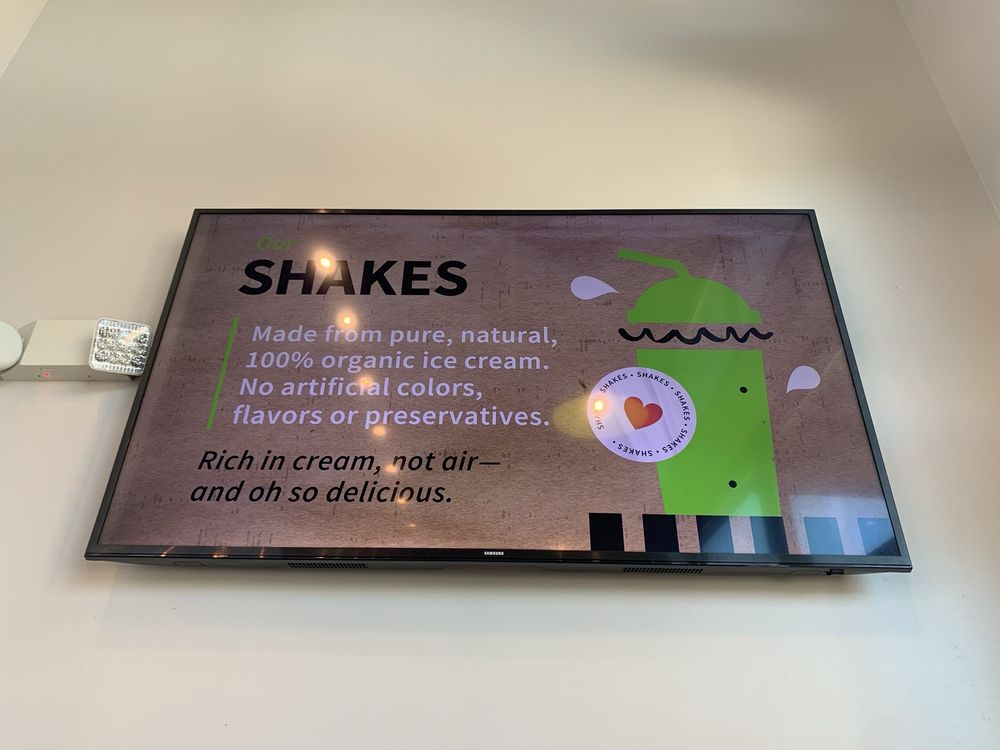 Our
SHAKES
Made from pure, natural,
100% organic ice cream.
No artificial colors,
flavors or preservatives.
Rich in cream, not air—
and oh so delicious.
SHAKES • SHAKES • SHAKES • SHAKES • SHAKES •
SAMSUNG